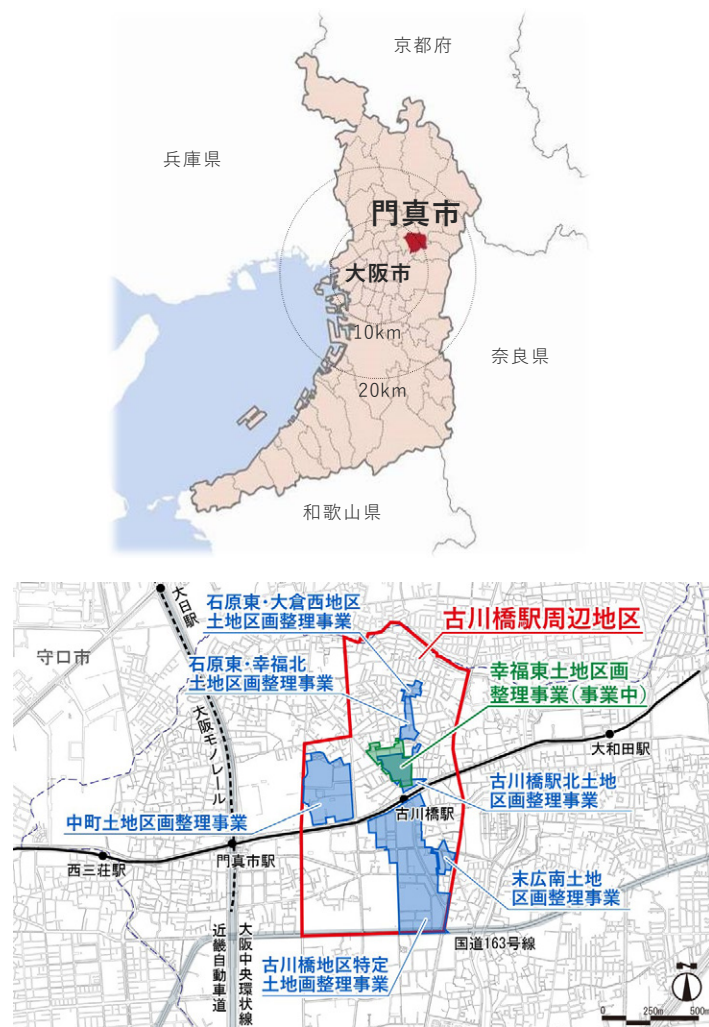 京都府
兵庫県
門真市
大阪市
10km
奈良県
20km
和歌山県
石原東・大倉西地区
土地区画整理事業
古川橋駅周辺地区
大日駅
守口市
石原東・幸福北
土地区画整理事業
幸福東土地区画
整理事業(事業中)
大阪モノレール
大和田駅
古川橋駅北土地
区画整理事業
中町土地区画整理事業
古川橋駅
門真市駅
西三荘駅
末広南土地
区画整理事業
国道163号線
近畿自動車道
大阪中央環状線
古川橋地区特定
土地画整理事業
N
0 250m 500m